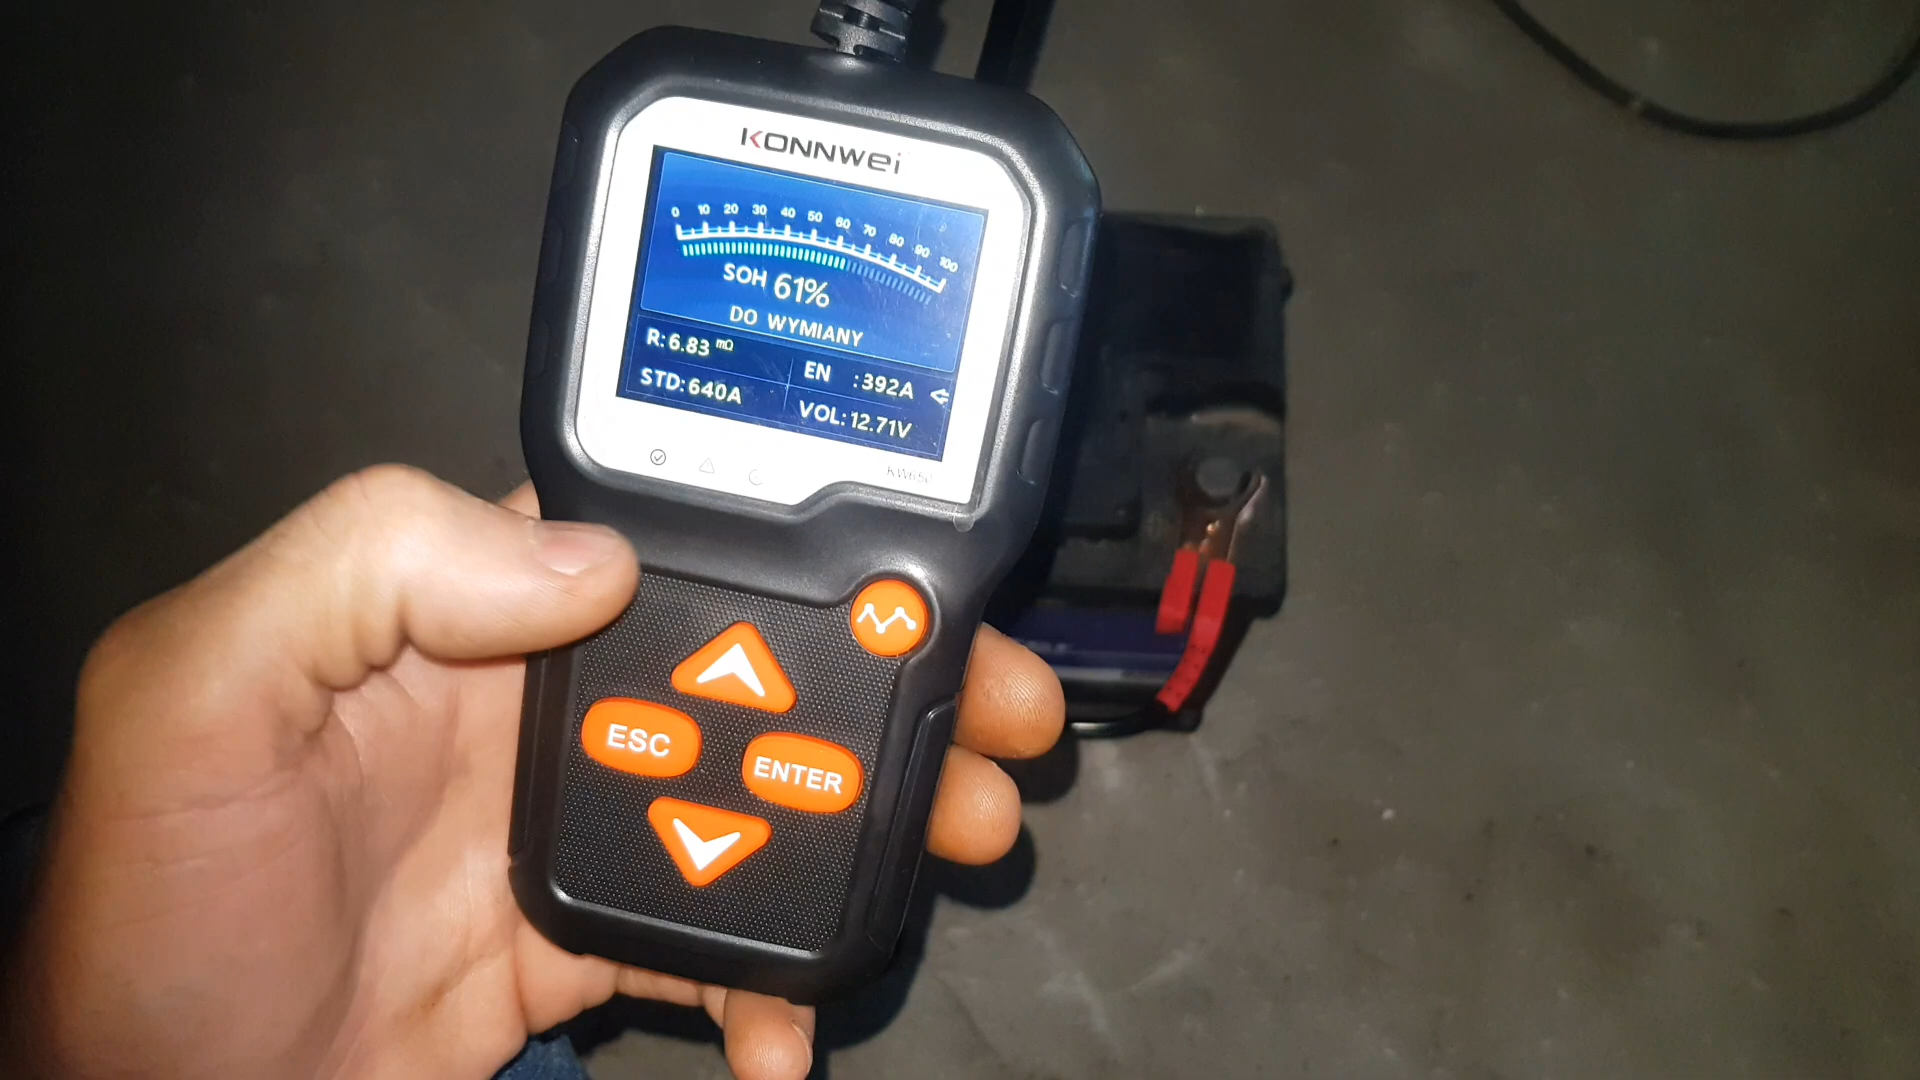 KONNWEI
0 10 20 30 40 50 60 70 80 90 100
SOH 61%
DO WYMIANY
R: 6.83 mΩ
EN : 392A
STD: 640A
VOL: 12.71V
KW650
ESC
ENTER